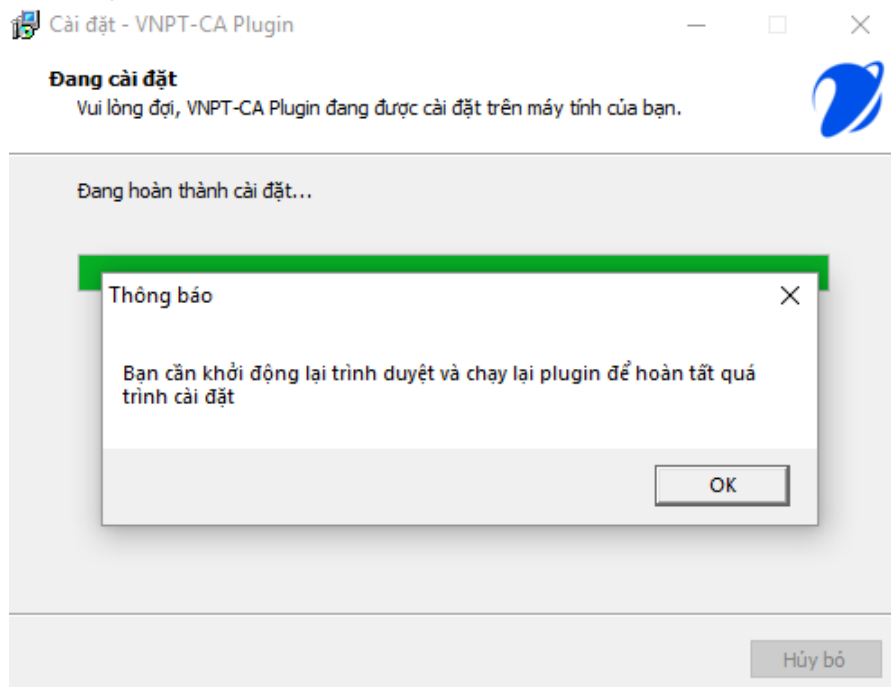 Cài đặt - VNPT-CA Plugin
Đang cài đặt
Vui lòng đợi, VNPT-CA Plugin đang được cài đặt trên máy tính của bạn.
Đang hoàn thành cài đặt...
Thông báo
Bạn cần khởi động lại trình duyệt và chạy lại plugin để hoàn tất quá
trình cài đặt
OK
Hủy bỏ